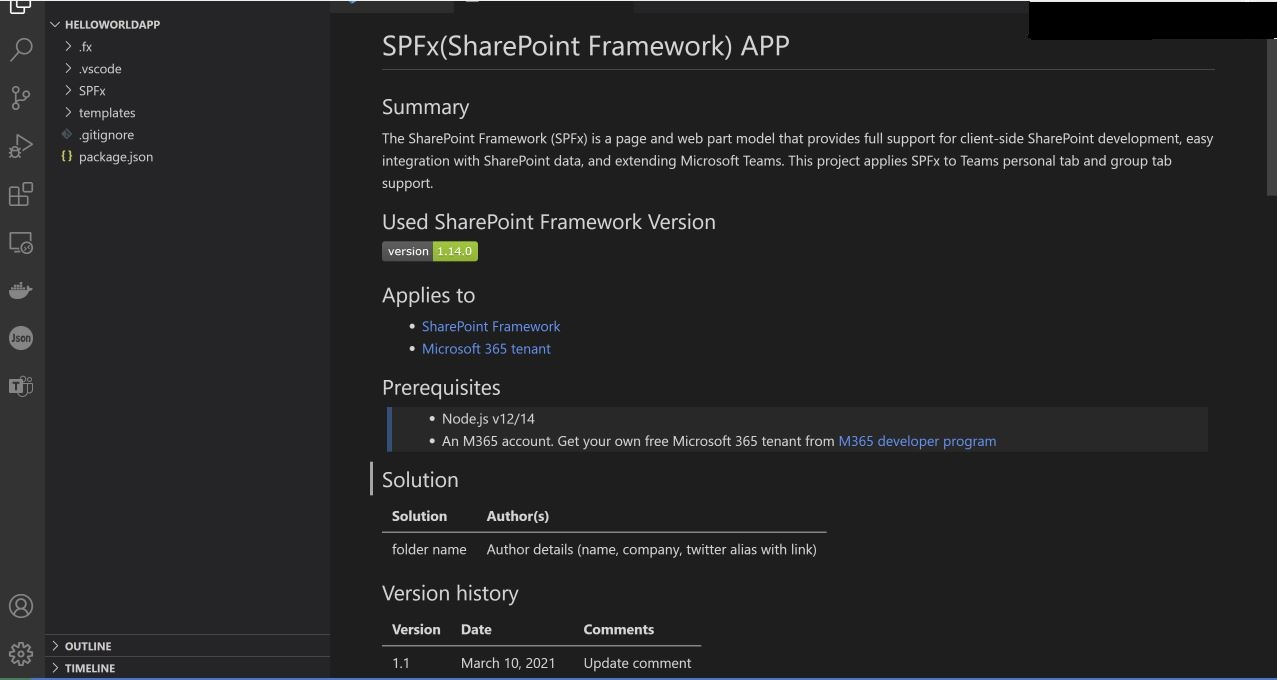 HELLOWORLDAPP
.fx
.vscode
SPFx
templates
.gitignore
{} package.json
OUTLINE
TIMELINE
Json
T
SPFx(SharePoint Framework) APP
Summary
The SharePoint Framework (SPFx) is a page and web part model that provides full support for client-side SharePoint development, easy
integration with SharePoint data, and extending Microsoft Teams. This project applies SPFx to Teams personal tab and group tab
support.
Used SharePoint Framework Version
version 1.14.0
Applies to
• SharePoint Framework
• Microsoft 365 tenant
Prerequisites
• Node.js v12/14
• An M365 account. Get your own free Microsoft 365 tenant from M365 developer program
Solution
Solution Author(s)
folder name Author details (name, company, twitter alias with link)
Version history
Version Date Comments
1.1 March 10, 2021 Update comment